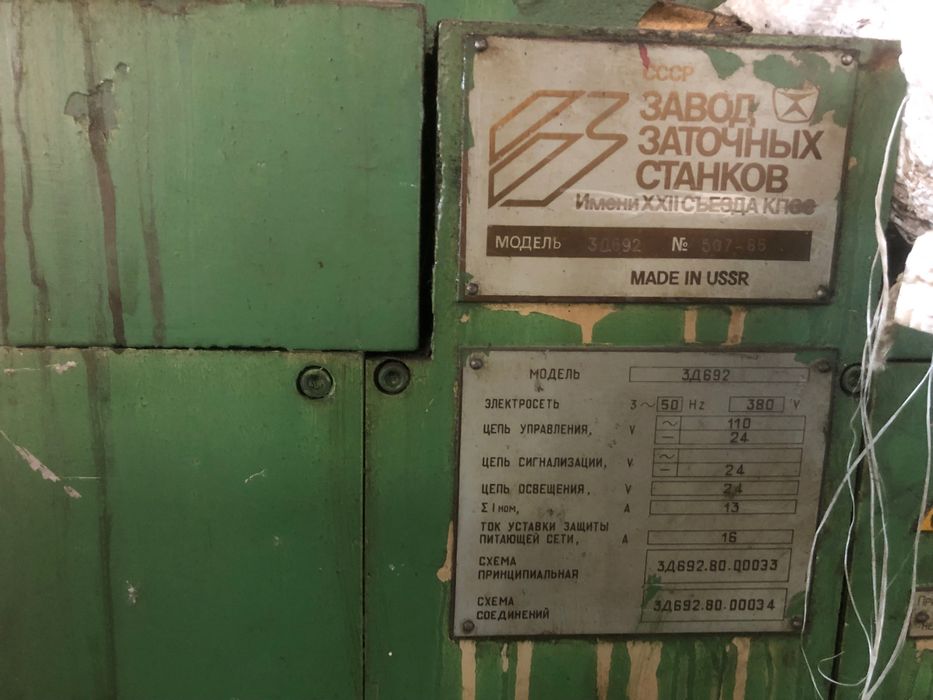 СССР
ЗАВОД
ЗАТОЧНЫХ
СТАНКОВ
Имени XXII СЪЕЗДА КПСС
МОДЕЛЬ 3Д692 №
MADE IN USSR
МОДЕЛЬ 3Д692
ЭЛЕКТРОСЕТЬ 3 ~ 50 Hz 380 V
ЦЕПЬ УПРАВЛЕНИЯ, V ~ 110
— 24
ЦЕПЬ СИГНАЛИЗАЦИИ, V ~
— 24
ЦЕПЬ ОСВЕЩЕНИЯ, V 24
Σ I ном, A 13
ТОК УСТАВКИ ЗАЩИТЫ
ПИТАЮЩЕЙ СЕТИ, A 16
СХЕМА
ПРИНЦИПИАЛЬНАЯ 3Д692.80.00033
СХЕМА
СОЕДИНЕНИЙ 3Д692.80.00034